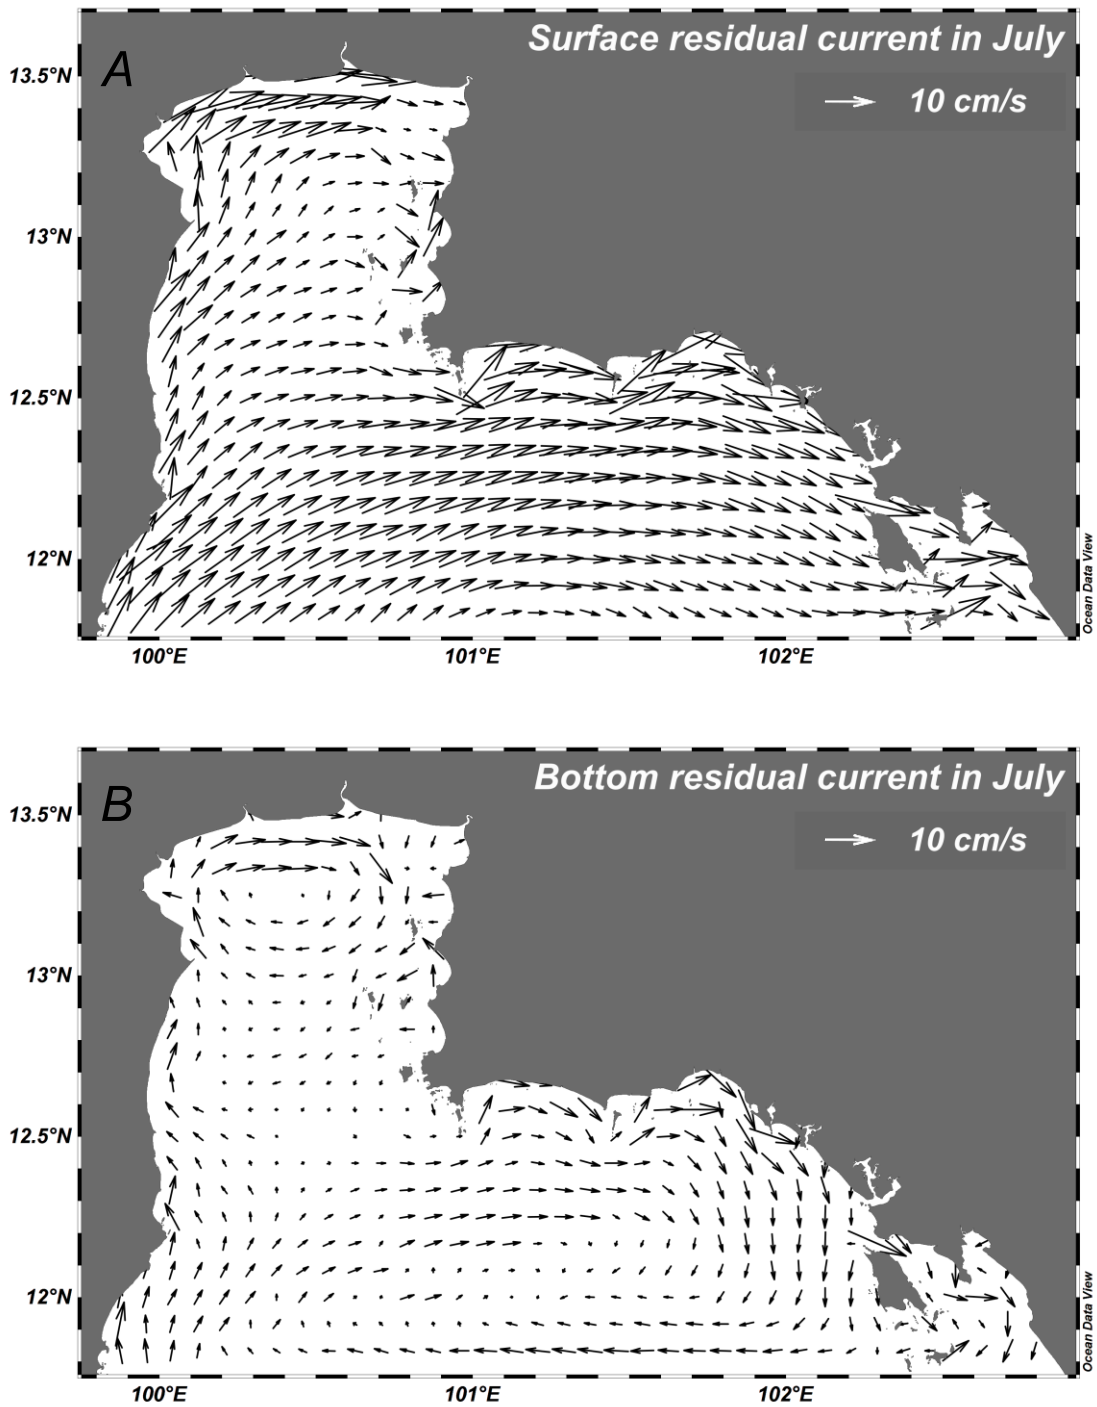 A
Surface residual current in July
10 cm/s
13.5°N
13°N
12.5°N
12°N
100°E
101°E
102°E
Ocean Data View
B
Bottom residual current in July
10 cm/s
13.5°N
13°N
12.5°N
12°N
100°E
101°E
102°E
Ocean Data View